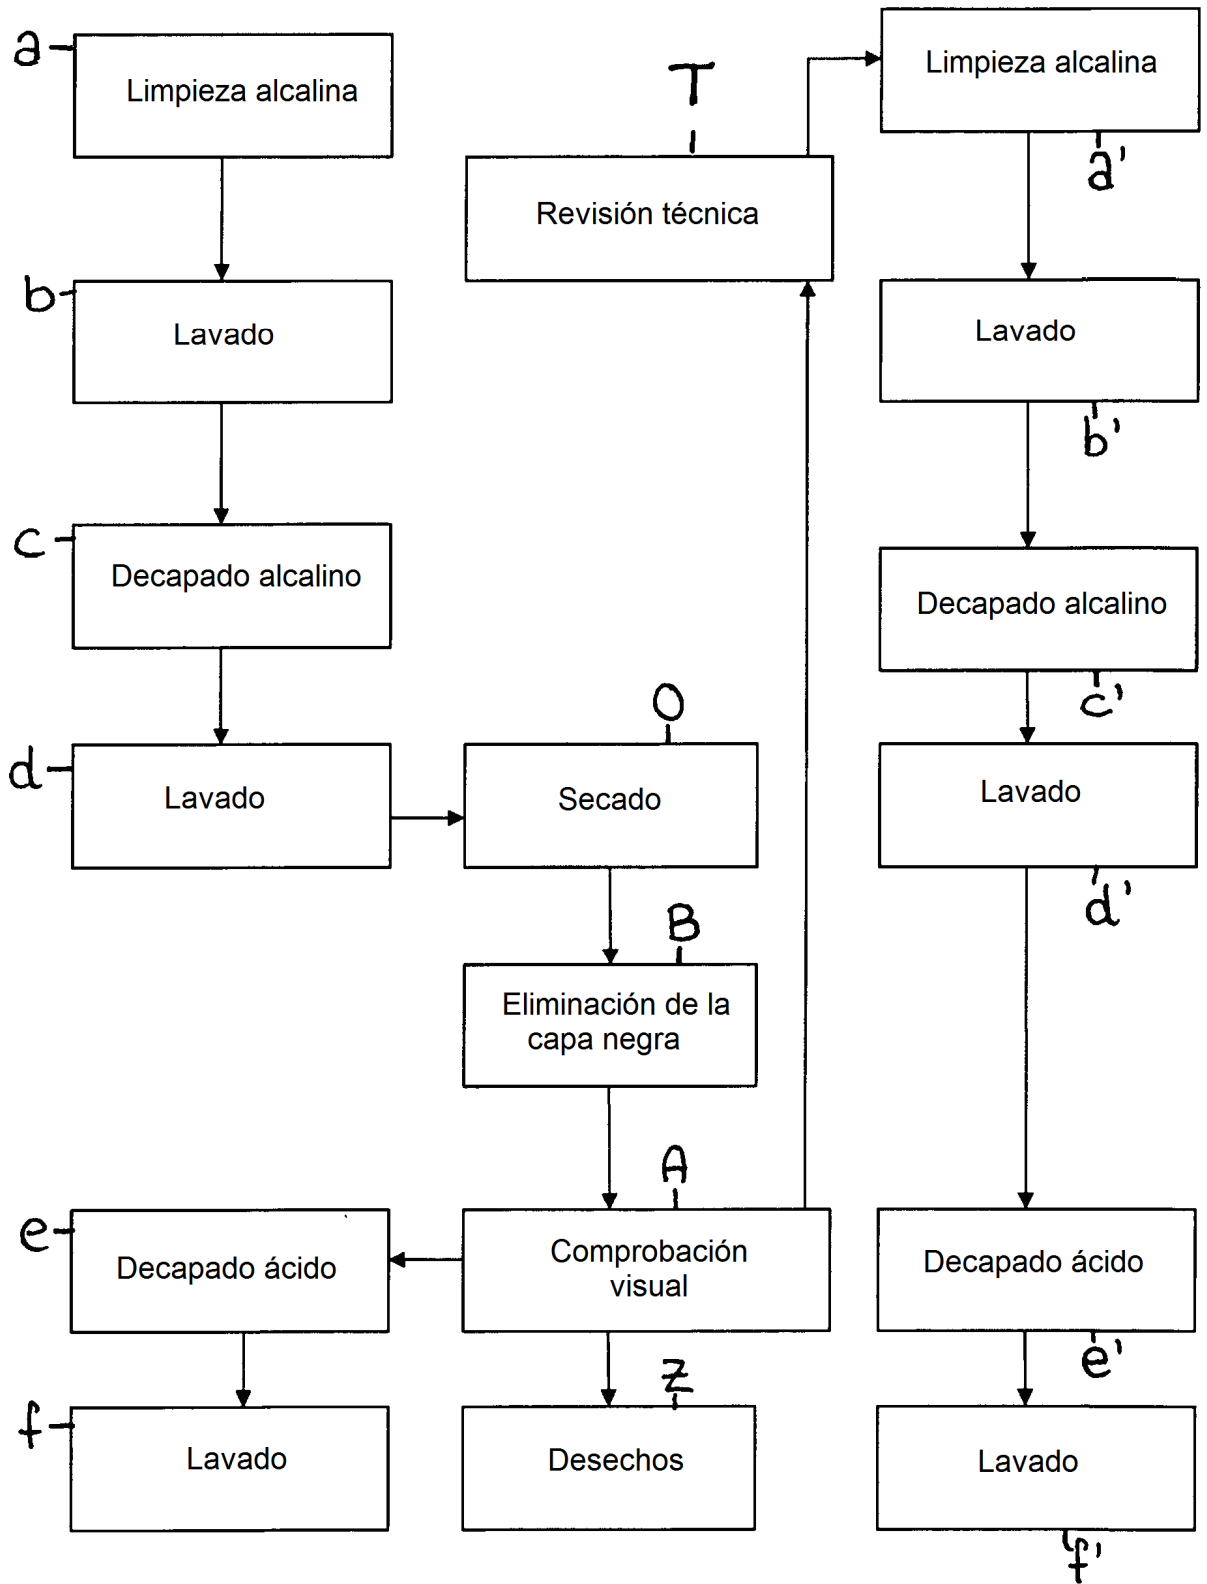 a
Limpieza alcalina
b
Lavado
c
Decapado alcalino
d
Lavado
O
Secado
B
Eliminación de la
capa negra
A
Comprobación
visual
e
Decapado ácido
f
Lavado
Z
Desechos
T
Revisión técnica
Limpieza alcalina
a'
Lavado
b'
Decapado alcalino
c'
Lavado
d'
Decapado ácido
e'
Lavado
f'